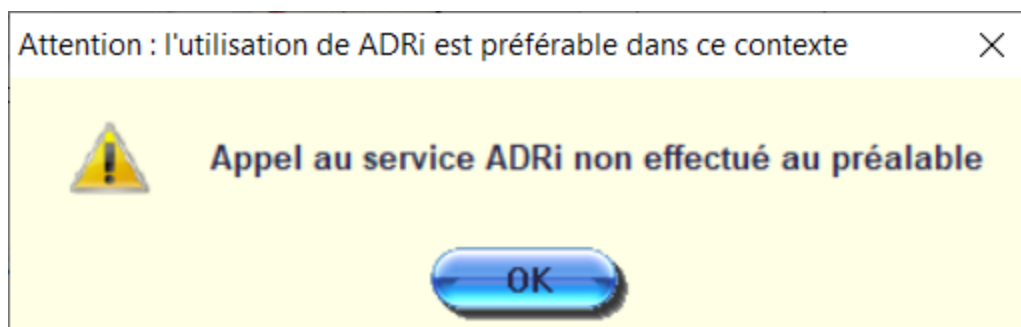 Attention : l'utilisation de ADRi est préférable dans ce contexte
Appel au service ADRi non effectué au préalable
OK